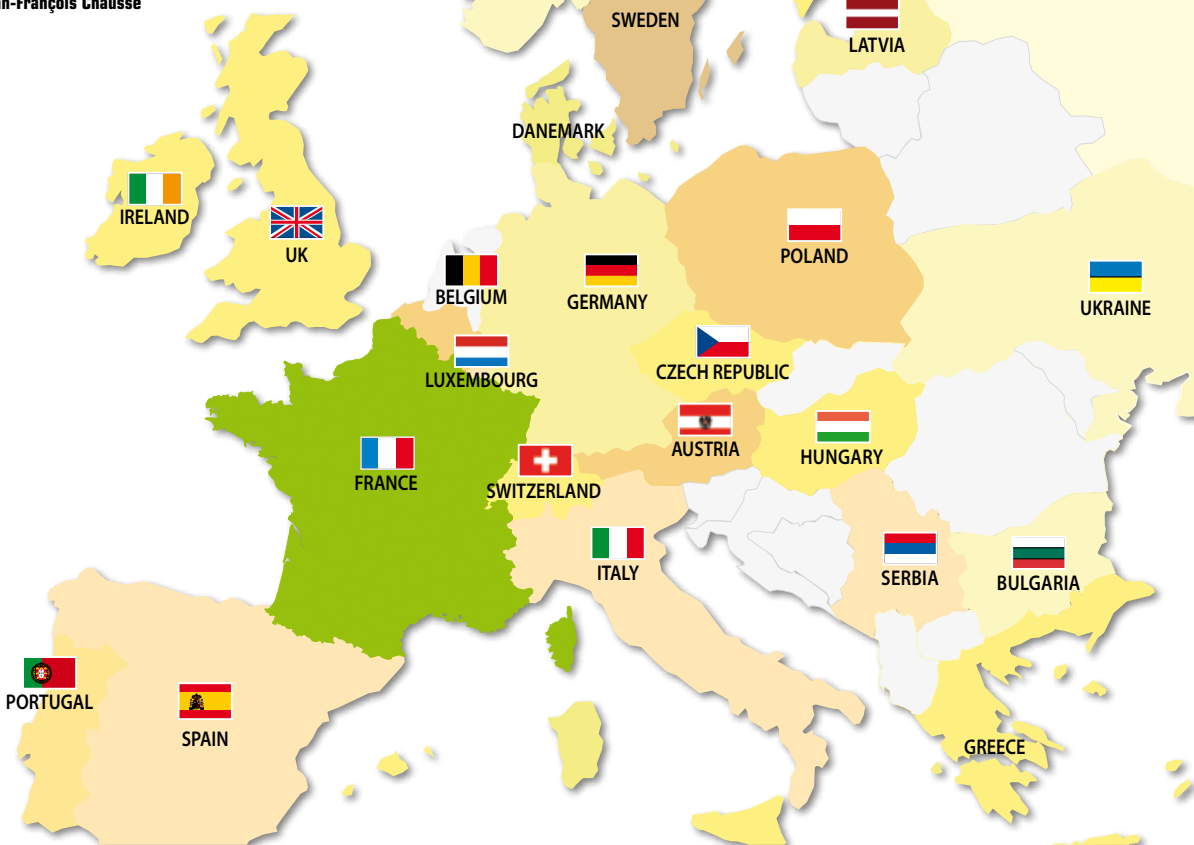 an-François Chausse
SWEDEN
LATVIA
DANEMARK
IRELAND
UK
POLAND
BELGIUM
GERMANY
UKRAINE
CZECH REPUBLIC
LUXEMBOURG
AUSTRIA
HUNGARY
FRANCE
SWITZERLAND
ITALY
SERBIA
BULGARIA
PORTUGAL
SPAIN
GREECE